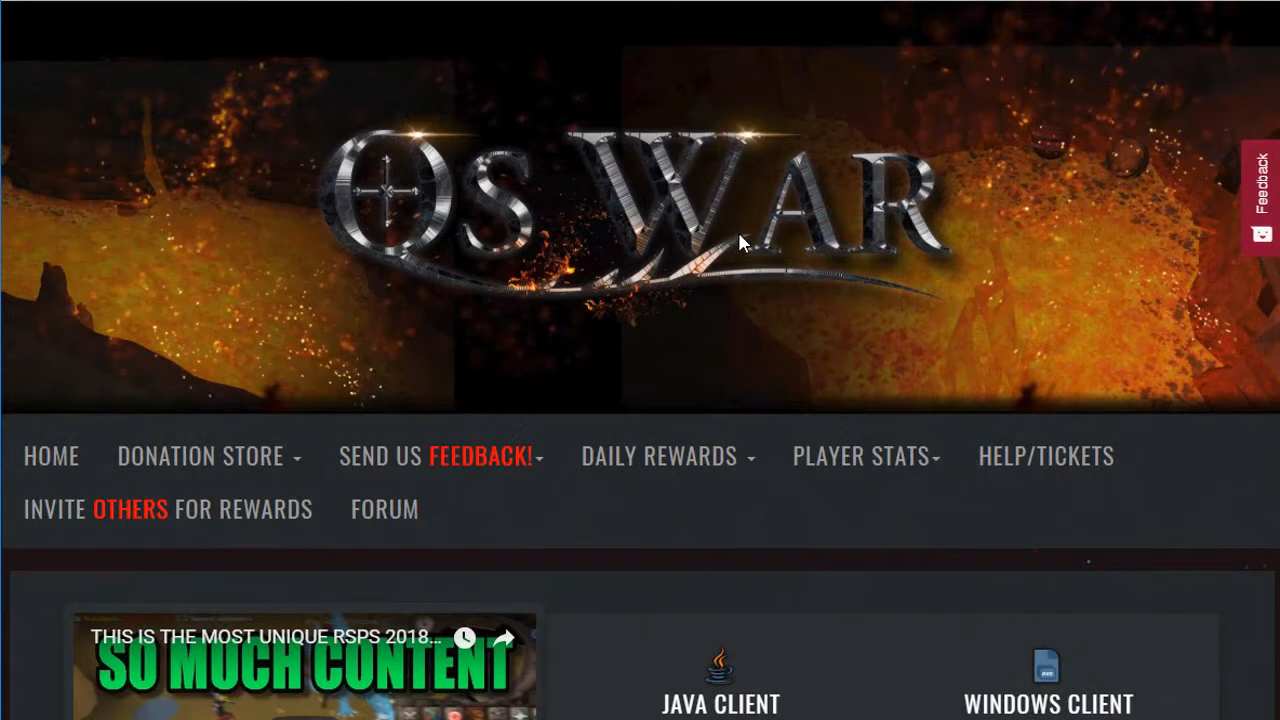 Os War
Feedback
HOME DONATION STORE SEND US FEEDBACK! DAILY REWARDS PLAYER STATS HELP/TICKETS
INVITE OTHERS FOR REWARDS FORUM
THIS IS THE MOST UNIQUE RSPS 2018...
SO MUCH CONTENT
JAVA CLIENT WINDOWS CLIENT